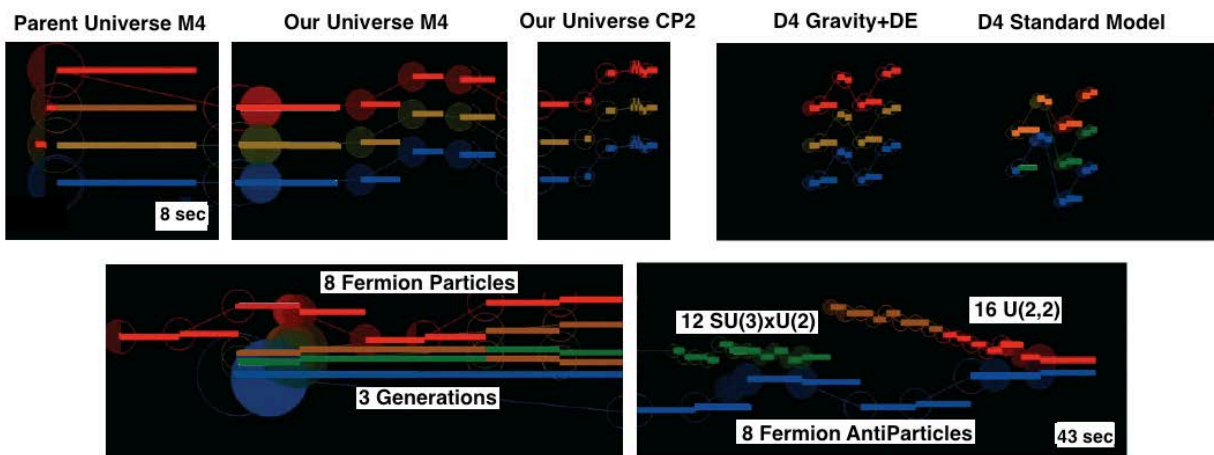 Parent Universe M4
Our Universe M4
Our Universe CP2
D4 Gravity+DE
D4 Standard Model
8 sec
8 Fermion Particles
3 Generations
12 SU(3)xU(2)
16 U(2,2)
8 Fermion AntiParticles
43 sec